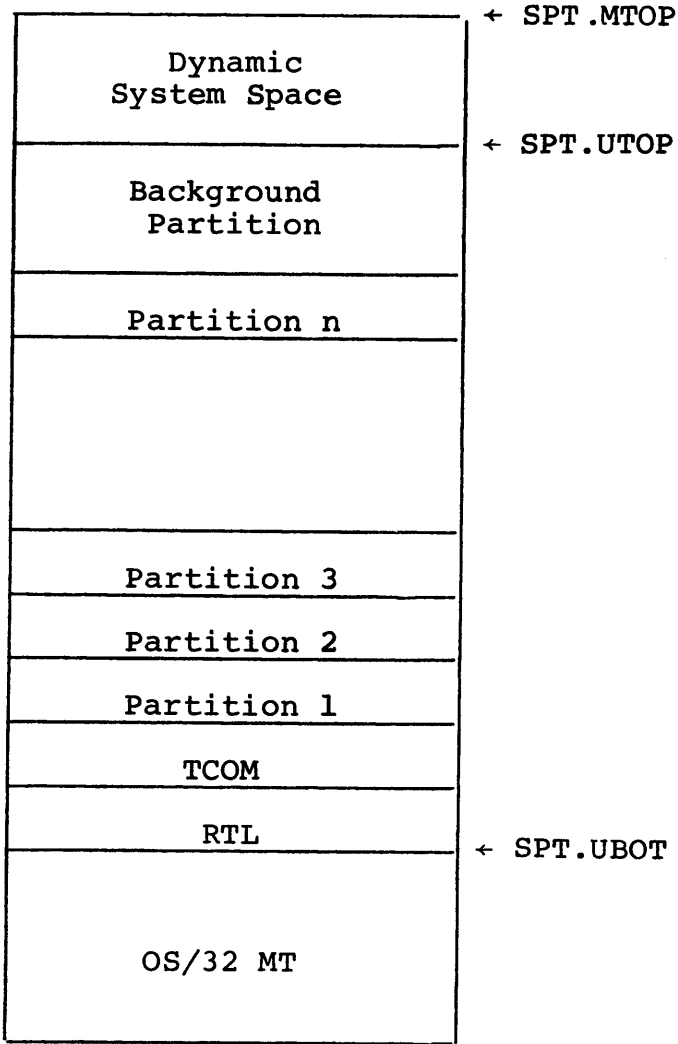 ← SPT.MTOP
Dynamic
System Space
← SPT.UTOP
Background
Partition
Partition n
Partition 3
Partition 2
Partition 1
TCOM
RTL
← SPT.UBOT
OS/32 MT